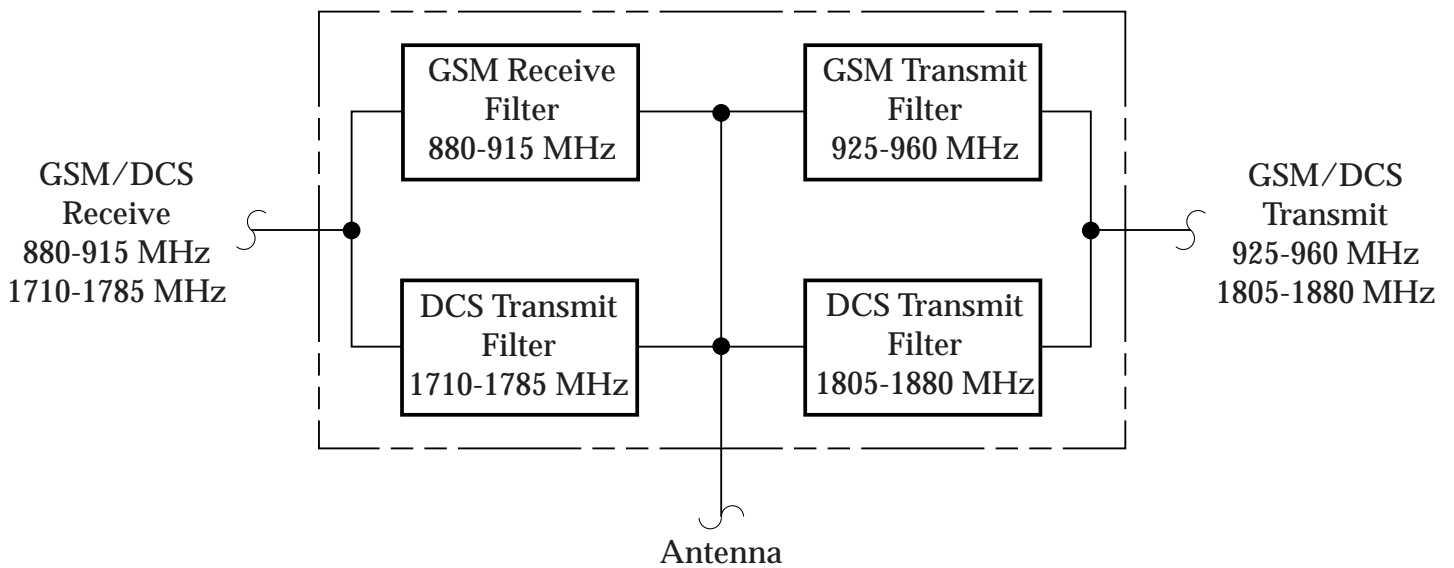 GSM Receive
Filter
880-915 MHz
GSM Transmit
Filter
925-960 MHz
GSM/DCS
Receive
880-915 MHz
1710-1785 MHz
GSM/DCS
Transmit
925-960 MHz
1805-1880 MHz
DCS Transmit
Filter
1710-1785 MHz
DCS Transmit
Filter
1805-1880 MHz
Antenna